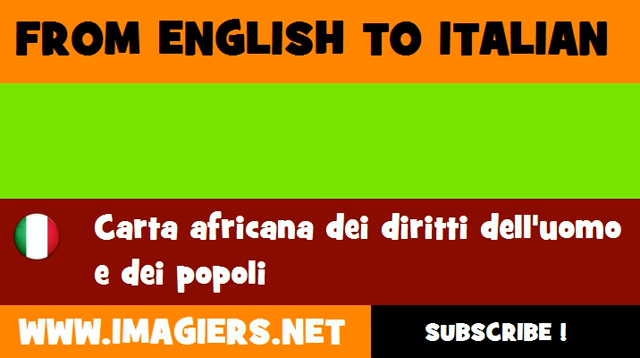 FROM ENGLISH TO ITALIAN
Carta africana dei diritti dell'uomo
e dei popoli
WWW.IMAGIERS.NET
SUBSCRIBE !